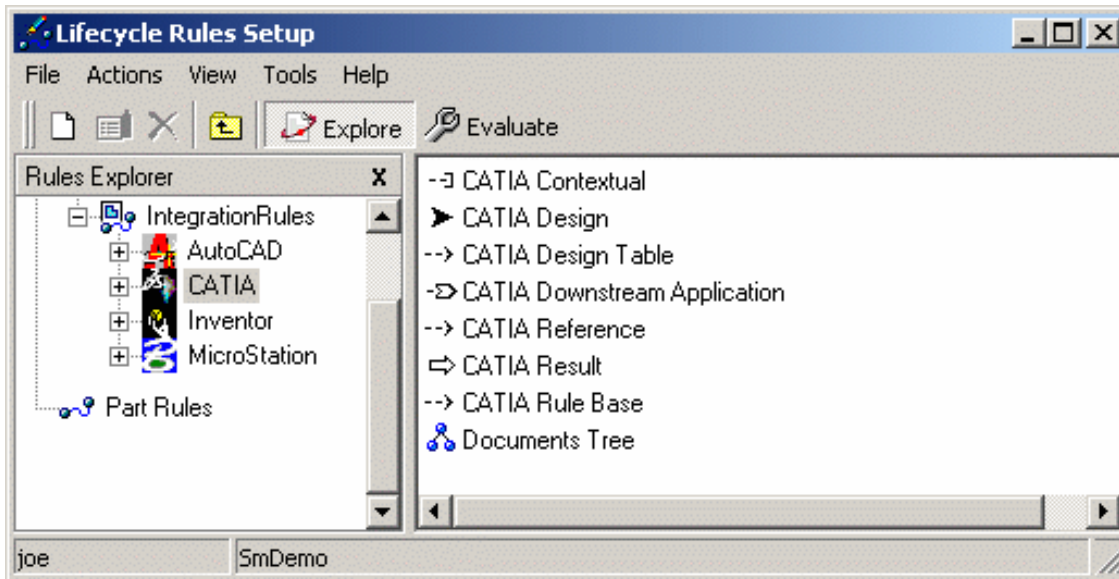 Lifecycle Rules Setup
File Actions View Tools Help
Explore Evaluate
Rules Explorer
IntegrationRules
AutoCAD
CATIA
Inventor
MicroStation
Part Rules
CATIA Contextual
CATIA Design
CATIA Design Table
CATIA Downstream Application
CATIA Reference
CATIA Result
CATIA Rule Base
Documents Tree
joe SmDemo